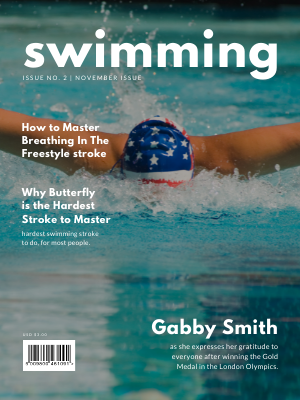 swimming
ISSUE NO. 2 | NOVEMBER ISSUE
How to Master
Breathing In The
Freestyle stroke
Why Butterfly
is the Hardest
Stroke to Master
hardest swimming stroke
to do, for most people.
Gabby Smith
as she expresses her gratitude to
everyone after winning the Gold
Medal in the London Olympics.